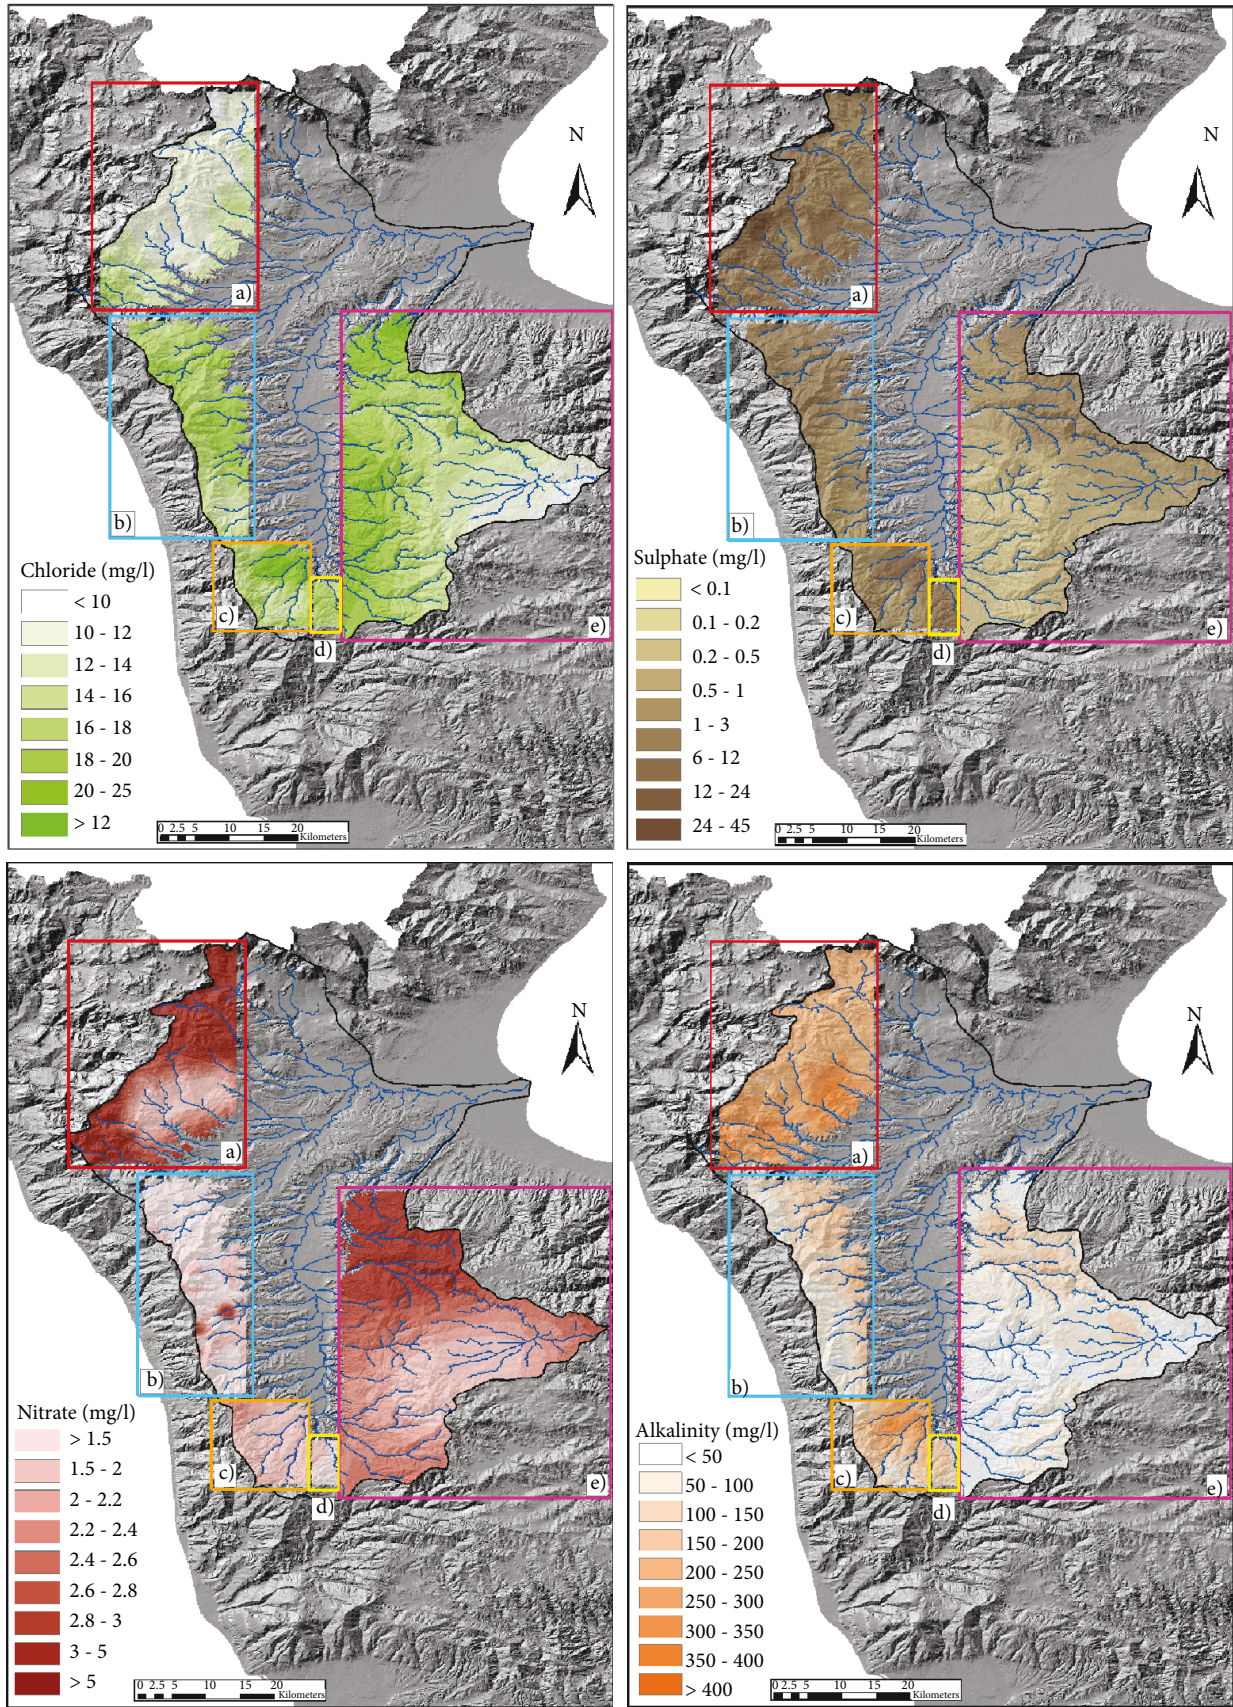 N
a)
b)
c)
d)
e)
Chloride (mg/l)
< 10
10 - 12
12 - 14
14 - 16
16 - 18
18 - 20
20 - 25
> 12
0 2.5 5 10 15 20
Kilometers
N
a)
b)
c)
d)
e)
Sulphate (mg/l)
< 0.1
0.1 - 0.2
0.2 - 0.5
0.5 - 1
1 - 3
6 - 12
12 - 24
24 - 45
0 2.5 5 10 15 20
Kilometers
N
a)
b)
c)
d)
e)
Nitrate (mg/l)
> 1.5
1.5 - 2
2 - 2.2
2.2 - 2.4
2.4 - 2.6
2.6 - 2.8
2.8 - 3
3 - 5
> 5
0 2.5 5 10 15 20
Kilometers
N
a)
b)
c)
d)
e)
Alkalinity (mg/l)
< 50
50 - 100
100 - 150
150 - 200
200 - 250
250 - 300
300 - 350
350 - 400
> 400
0 2.5 5 10 15 20
Kilometers